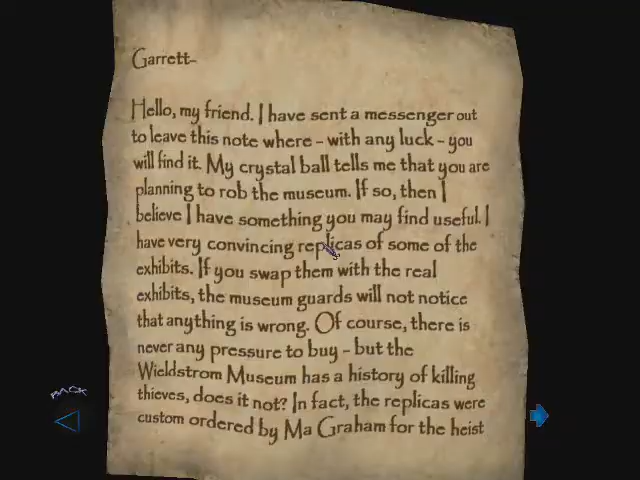 Garrett-
Hello, my friend. I have sent a messenger out
to leave this note where - with any luck - you
will find it. My crystal ball tells me that you are
planning to rob the museum. If so, then I
believe I have something you may find useful. I
have very convincing replicas of some of the
exhibits. If you swap them with the real
exhibits, the museum guards will not notice
that anything is wrong. Of course, there is
never any pressure to buy - but the
Wieldstrom Museum has a history of killing
thieves, does it not? In fact, the replicas were
custom ordered by Ma Graham for the heist
BACK